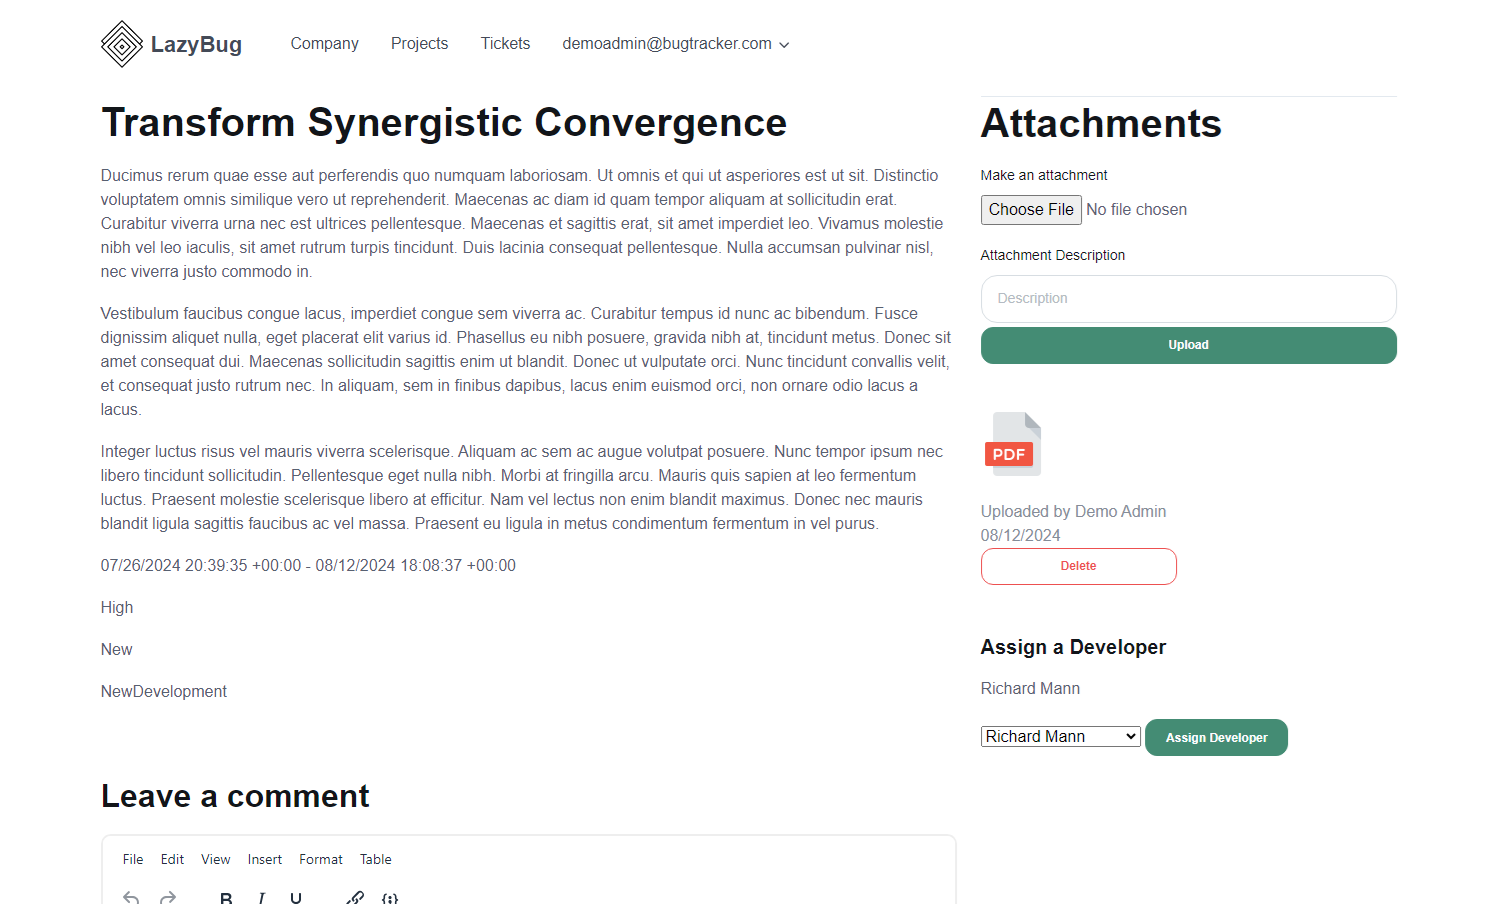 LazyBug
Company
Projects
Tickets
demoadmin@bugtracker.com
Transform Synergistic Convergence
Ducimus rerum quae esse aut perferendis quo numquam laboriosam. Ut omnis et qui ut asperiores est ut sit. Distinctio
voluptatem omnis similique vero ut reprehenderit. Maecenas ac diam id quam tempor aliquam at sollicitudin erat.
Curabitur viverra urna nec est ultrices pellentesque. Maecenas et sagittis erat, sit amet imperdiet leo. Vivamus molestie
nibh vel leo iaculis, sit amet rutrum turpis tincidunt. Duis lacinia consequat pellentesque. Nulla accumsan pulvinar nisl,
nec viverra justo commodo in.
Vestibulum faucibus congue lacus, imperdiet congue sem viverra ac. Curabitur tempus id nunc ac bibendum. Fusce
dignissim aliquet nulla, eget placerat elit varius id. Phasellus eu nibh posuere, gravida nibh at, tincidunt metus. Donec sit
amet consequat dui. Maecenas sollicitudin sagittis enim ut blandit. Donec ut vulputate orci. Nunc tincidunt convallis velit,
et consequat justo rutrum nec. In aliquam, sem in finibus dapibus, lacus enim euismod orci, non ornare odio lacus a
lacus.
Integer luctus risus vel mauris viverra scelerisque. Aliquam ac sem ac augue volutpat posuere. Nunc tempor ipsum nec
libero tincidunt sollicitudin. Pellentesque eget nulla nibh. Morbi at fringilla arcu. Mauris quis sapien at leo fermentum
luctus. Praesent molestie scelerisque libero at efficitur. Nam vel lectus non enim blandit maximus. Donec nec mauris
blandit ligula sagittis faucibus ac vel massa. Praesent eu ligula in metus condimentum fermentum in vel purus.
07/26/2024 20:39:35 +00:00 - 08/12/2024 18:08:37 +00:00
High
New
NewDevelopment
Leave a comment
File Edit View Insert Format Table
B I U
Attachments
Make an attachment
Choose File No file chosen
Attachment Description
Description
Upload
PDF
Uploaded by Demo Admin
08/12/2024
Delete
Assign a Developer
Richard Mann
Richard Mann
Assign Developer